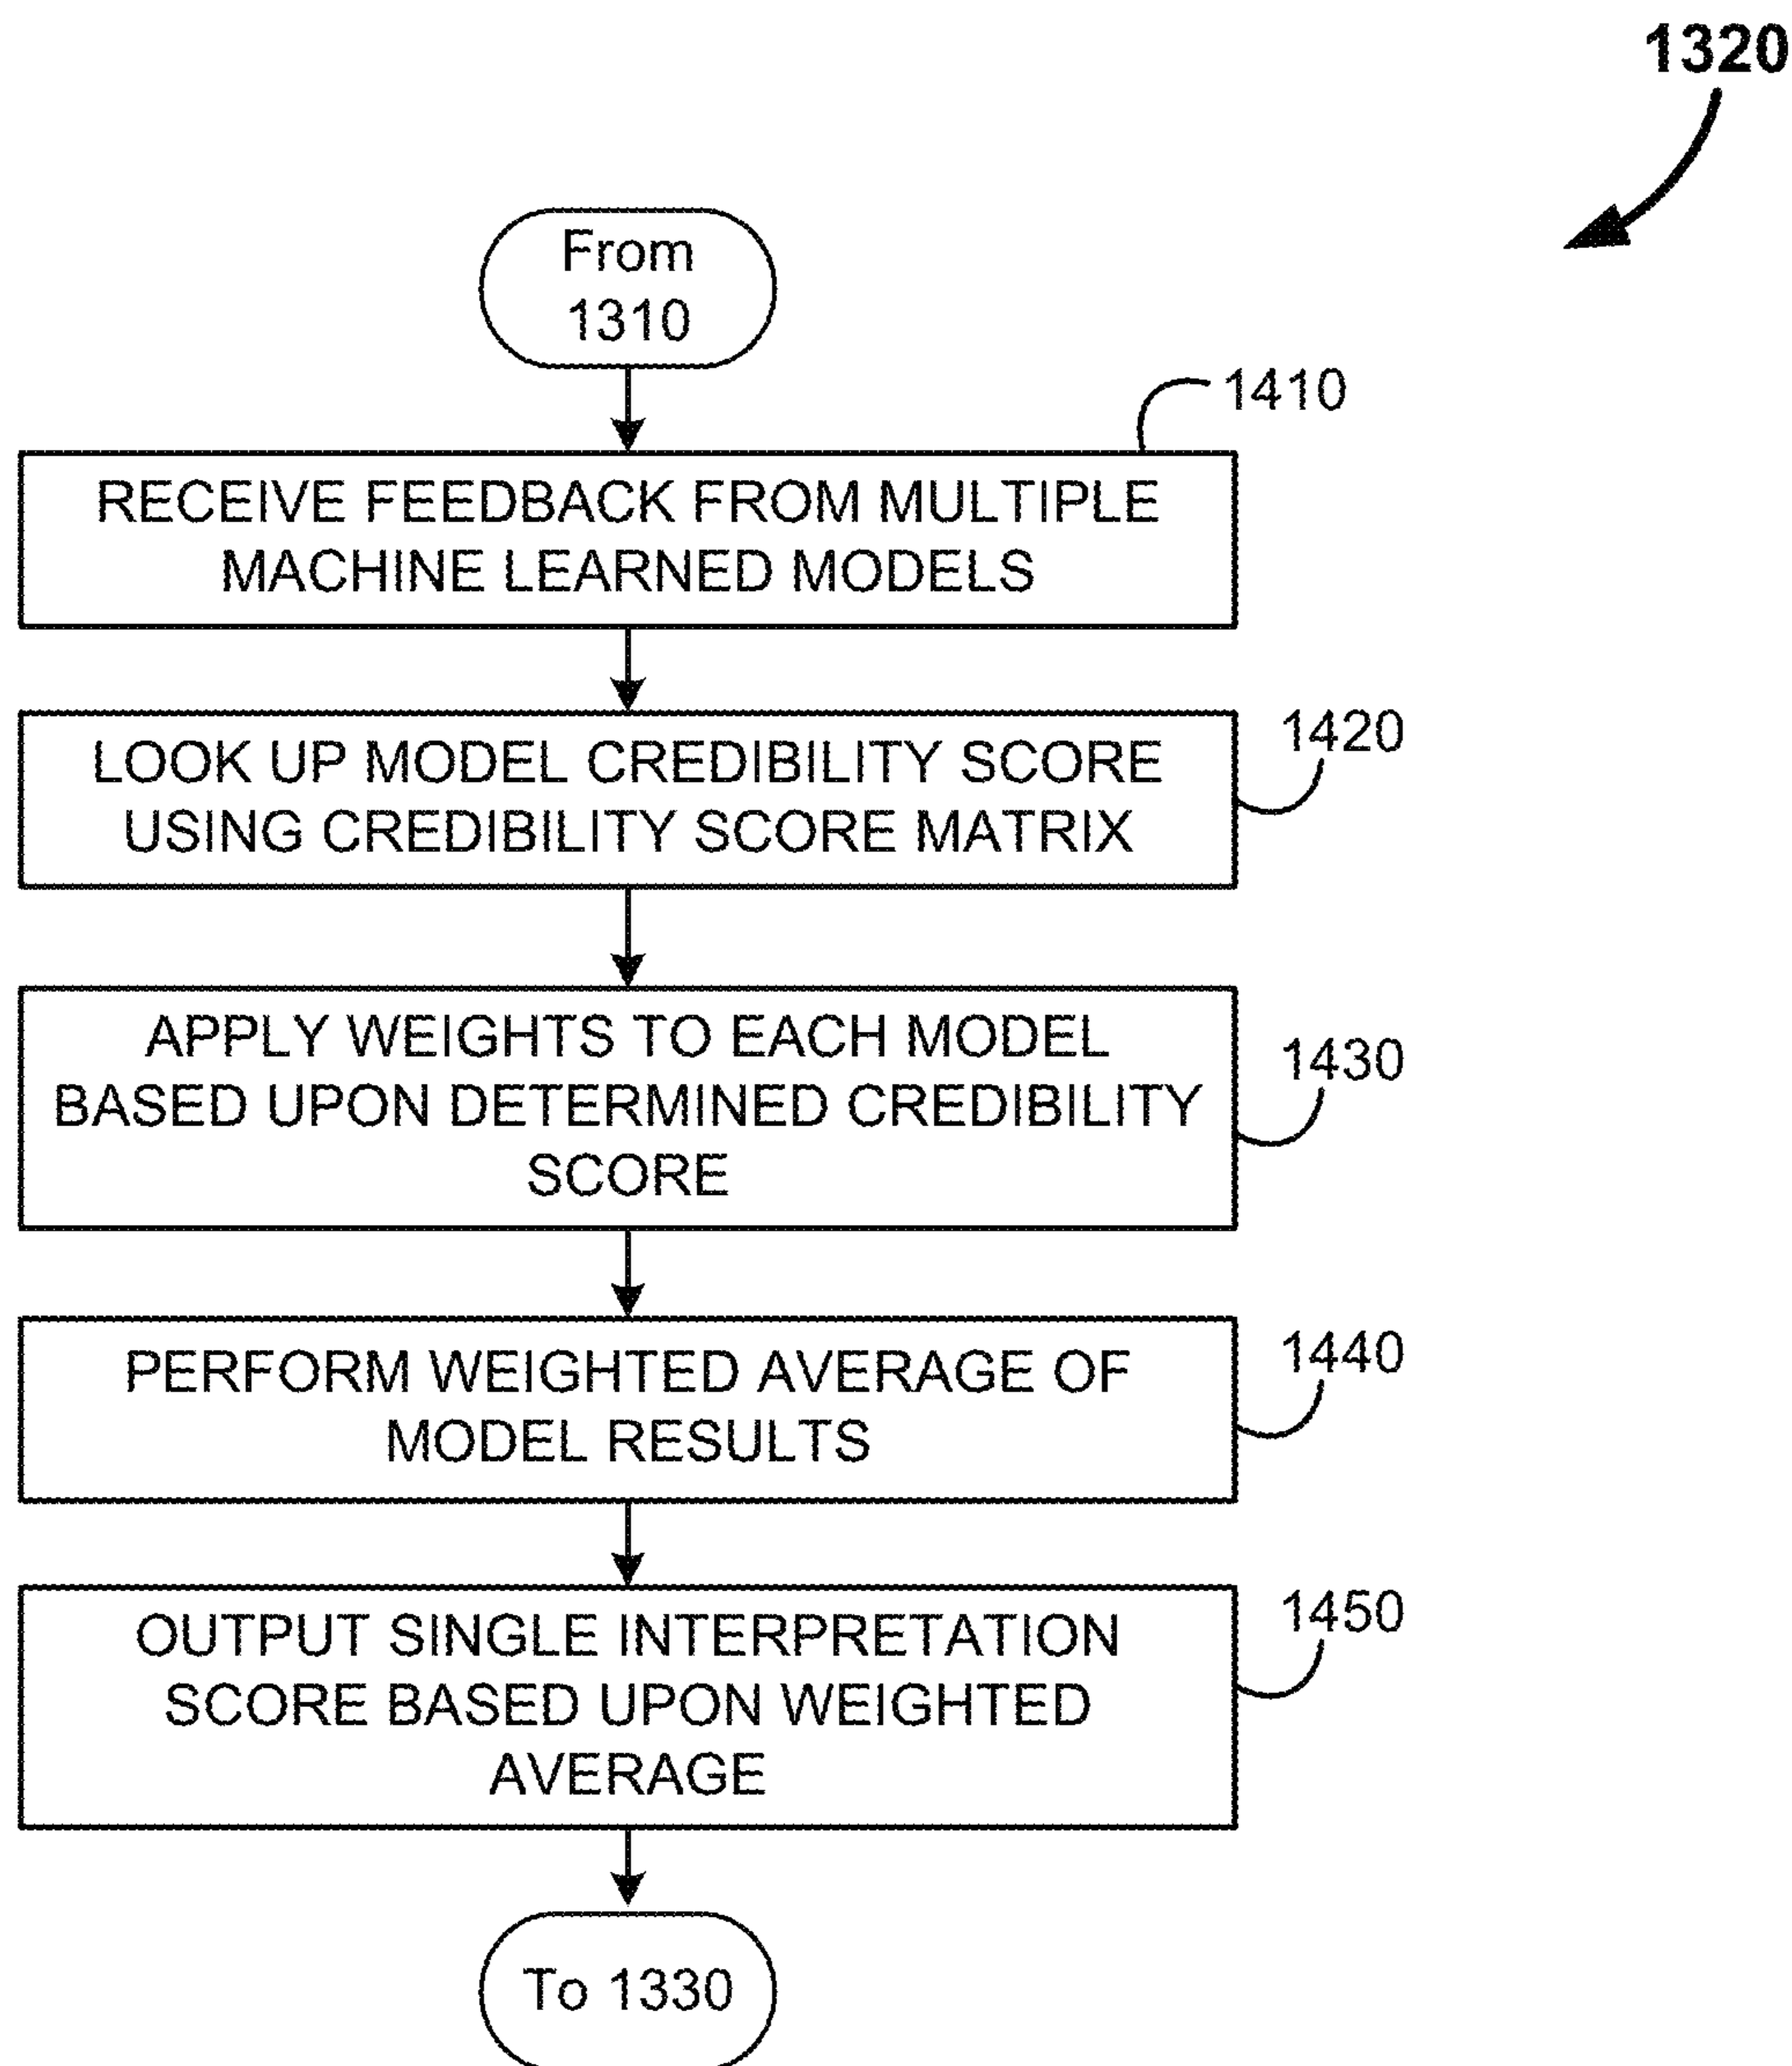 1320
From
1310
1410
RECEIVE FEEDBACK FROM MULTIPLE
MACHINE LEARNED MODELS
1420
LOOK UP MODEL CREDIBILITY SCORE
USING CREDIBILITY SCORE MATRIX
1430
APPLY WEIGHTS TO EACH MODEL
BASED UPON DETERMINED CREDIBILITY
SCORE
1440
PERFORM WEIGHTED AVERAGE OF
MODEL RESULTS
1450
OUTPUT SINGLE INTERPRETATION
SCORE BASED UPON WEIGHTED
AVERAGE
To 1330